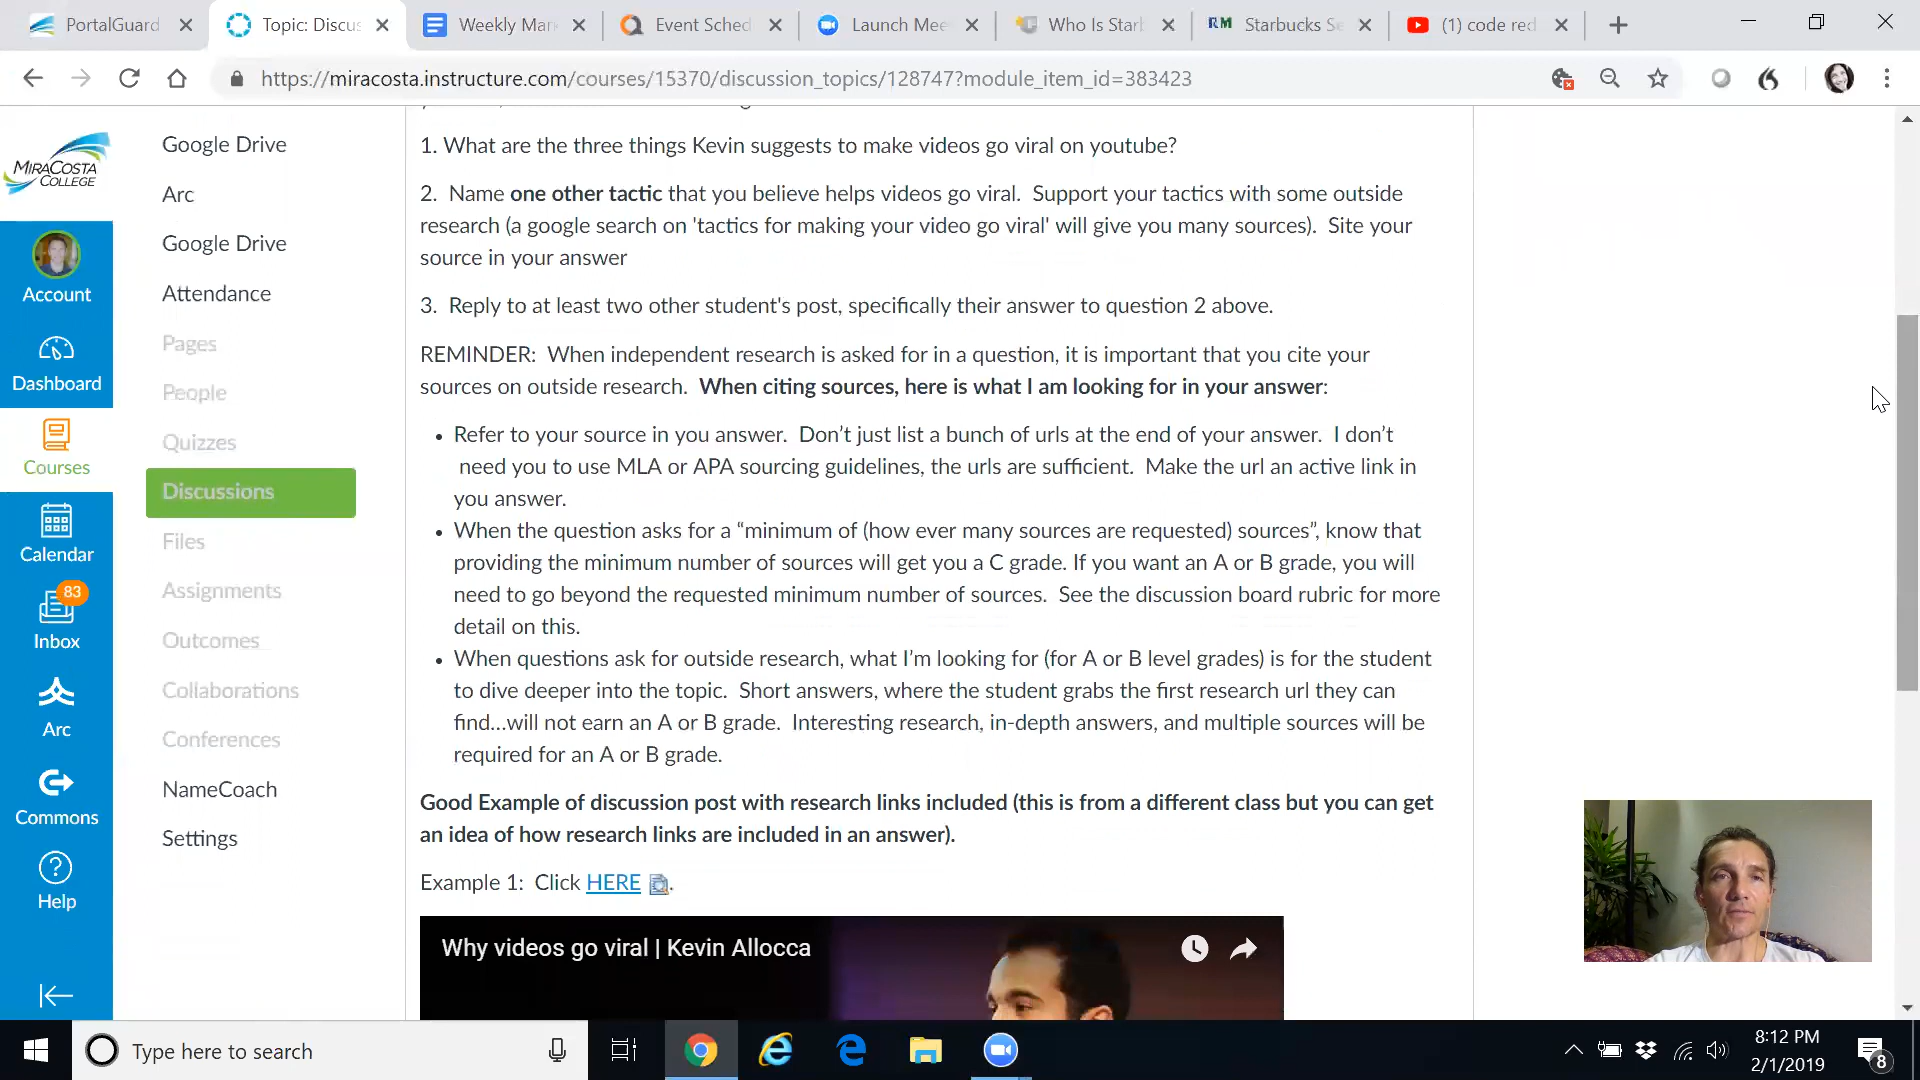 PortalGuard
Topic: Discus
Weekly Mar
Event Sched
Launch Mee
Who Is Starl
RM
Starbucks Se
(1) code red
https://miracosta.instructure.com/courses/15370/discussion_topics/128747?module_item_id=383423
MIRACOSTA
COLLEGE
Account
Dashboard
Courses
Calendar
83
Inbox
Arc
Commons
Help
Google Drive
Arc
Google Drive
Attendance
Pages
People
Quizzes
Discussions
Files
Assignments
Outcomes
Collaborations
Conferences
NameCoach
Settings
1. What are the three things Kevin suggests to make videos go viral on youtube?
2.  Name one other tactic that you believe helps videos go viral.  Support your tactics with some outside
research (a google search on 'tactics for making your video go viral' will give you many sources).  Site your
source in your answer
3.  Reply to at least two other student's post, specifically their answer to question 2 above.
REMINDER:  When independent research is asked for in a question, it is important that you cite your
sources on outside research.  When citing sources, here is what I am looking for in your answer:
• Refer to your source in you answer.  Don’t just list a bunch of urls at the end of your answer.  I don’t
need you to use MLA or APA sourcing guidelines, the urls are sufficient.  Make the url an active link in
you answer.
• When the question asks for a “minimum of (how ever many sources are requested) sources”, know that
providing the minimum number of sources will get you a C grade. If you want an A or B grade, you will
need to go beyond the requested minimum number of sources.  See the discussion board rubric for more
detail on this.
• When questions ask for outside research, what I’m looking for (for A or B level grades) is for the student
to dive deeper into the topic.  Short answers, where the student grabs the first research url they can
find...will not earn an A or B grade.  Interesting research, in-depth answers, and multiple sources will be
required for an A or B grade.
Good Example of discussion post with research links included (this is from a different class but you can get
an idea of how research links are included in an answer).
Example 1:  Click HERE .
Why videos go viral | Kevin Allocca
Type here to search
8:12 PM
2/1/2019
8